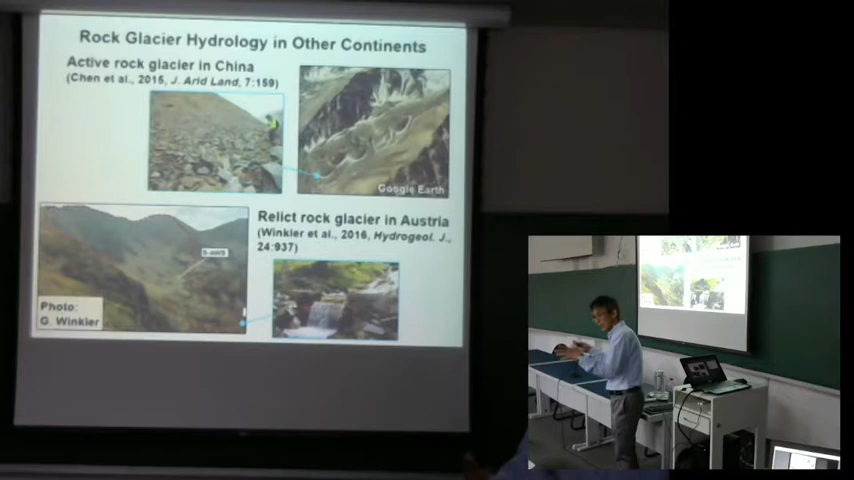 Rock Glacier Hydrology in Other Continents
Active rock glacier in China
(Chen et al., 2015, J. Arid Land, 7:159)
Google Earth
Relict rock glacier in Austria
(Winkler et al., 2016, Hydrogeol. J.,
24:937)
Photo:
G. Winkler